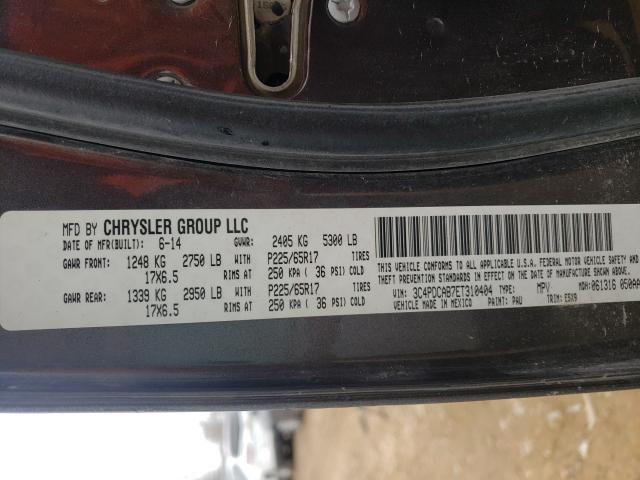 MFD BY CHRYSLER GROUP LLC
DATE OF MFR(BUILT): 6-14 GVWR: 2405 KG 5300 LB
GAWR FRONT: 1248 KG 2750 LB WITH P225/65R17 TIRES
17X6.5 RIMS AT 250 KPA ( 36 PSI) COLD
GAWR REAR: 1339 KG 2950 LB WITH P225/65R17 TIRES
17X6.5 RIMS AT 250 KPA ( 36 PSI) COLD
THIS VEHICLE CONFORMS TO ALL APPLICABLE U.S.A. FEDERAL MOTOR VEHICLE SAFETY AND
THEFT PREVENTION STANDARDS IN EFFECT ON THE DATE OF MANUFACTURE SHOWN ABOVE.
VIN: 3C4PDCAB7ET310404 TYPE: MPV MDH: 061316 050AA
VEHICLE MADE IN MEXICO PAINT: PAU TRIM: E5X9